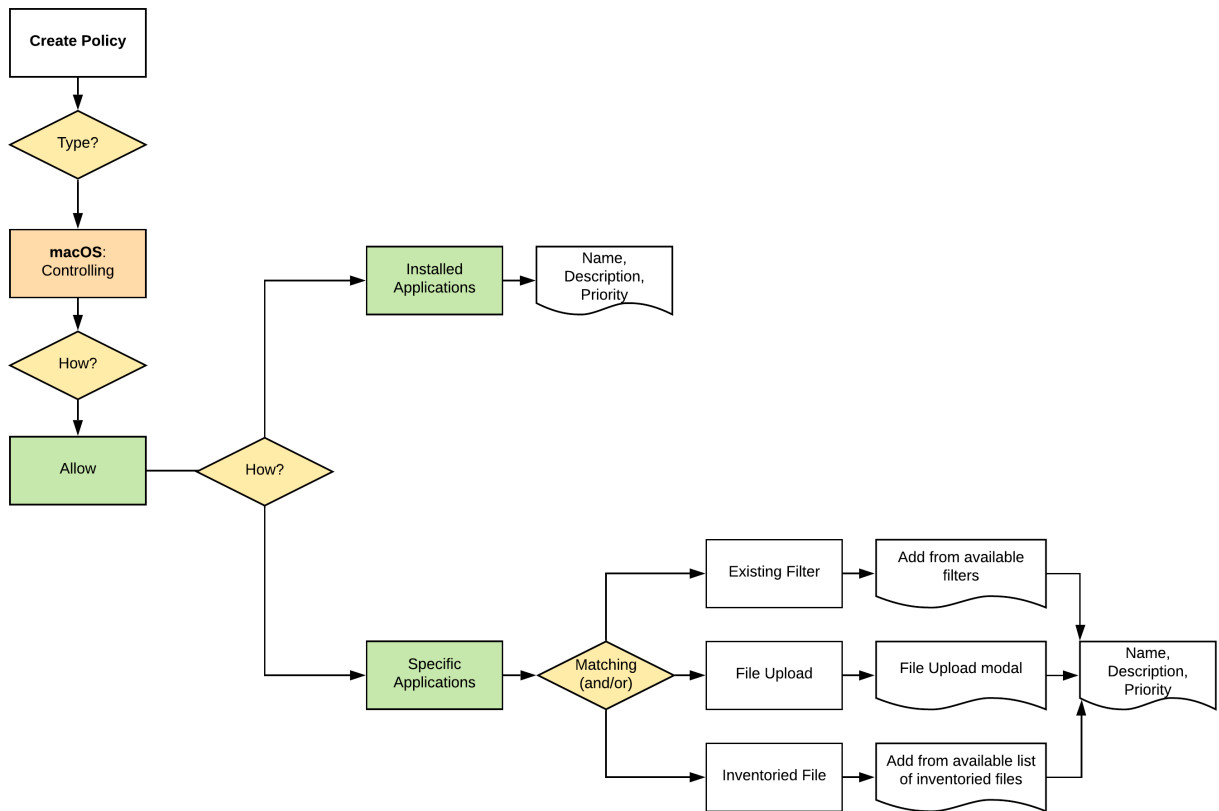 Create Policy
Type?
macOS:
Controlling
How?
Allow
How?
Installed
Applications
Name,
Description,
Priority
Specific
Applications
Matching
(and/or)
Existing Filter
Add from available
filters
File Upload
File Upload modal
Inventoried File
Add from available list
of inventoried files
Name,
Description,
Priority